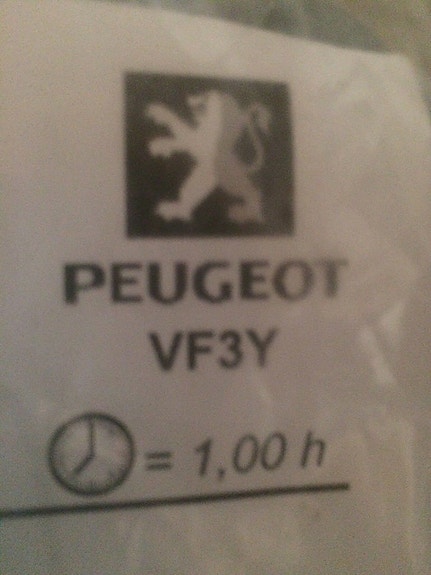 PEUGEOT
VF3Y
= 1,00 h